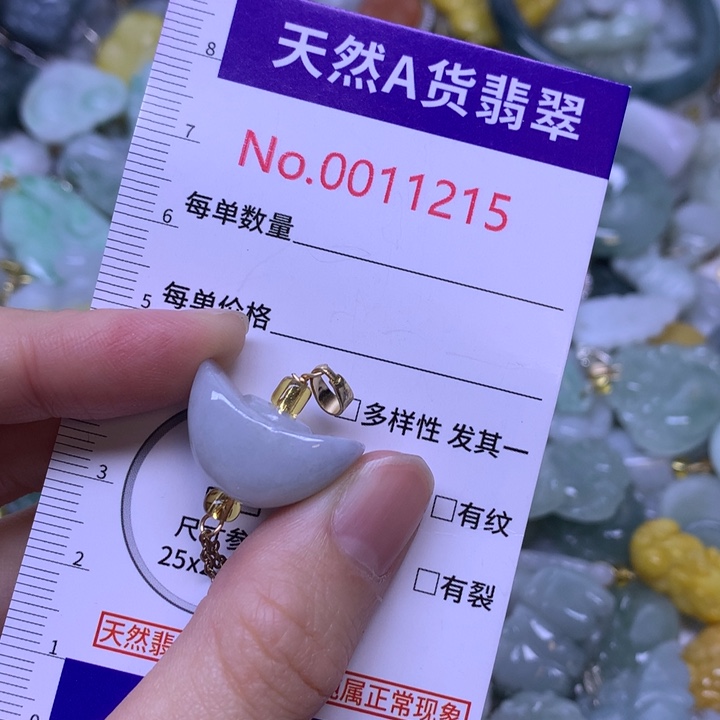 8
天然A货翡翠
7
No.0011215
6
每单数量
5
每单价格
□多样性 发其一
3
□有纹
尺 参
25x
2
□有裂
天然翡
1
属正常现象
0